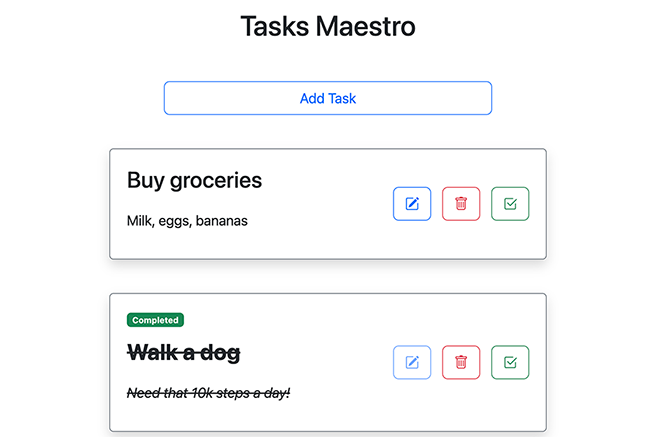 Tasks Maestro
Add Task
Buy groceries
Milk, eggs, bananas
Completed
Walk a dog
Need that 10k steps a day!